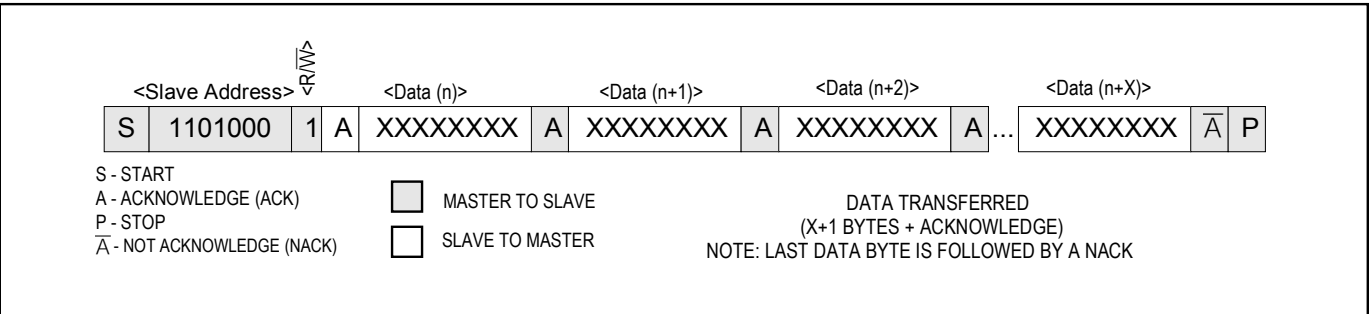 <R/W̅>
<Slave Address> <Data (n)> <Data (n+1)> <Data (n+2)> <Data (n+X)>
S 1101000 1 A XXXXXXXX A XXXXXXXX A XXXXXXXX A ... XXXXXXXX A̅ P
S - START
A - ACKNOWLEDGE (ACK)
P - STOP
A̅ - NOT ACKNOWLEDGE (NACK)
MASTER TO SLAVE
SLAVE TO MASTER
DATA TRANSFERRED
(X+1 BYTES + ACKNOWLEDGE)
NOTE: LAST DATA BYTE IS FOLLOWED BY A NACK